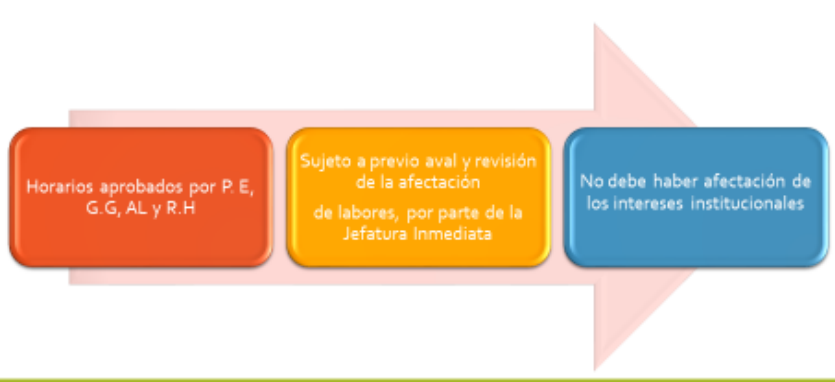 Horarios aprobados por P. E,
G.G, AL y R.H
Sujeto a previo aval y revisión
de la afectación
de labores, por parte de la
Jefatura Inmediata
No debe haber afectación de
los intereses institucionales